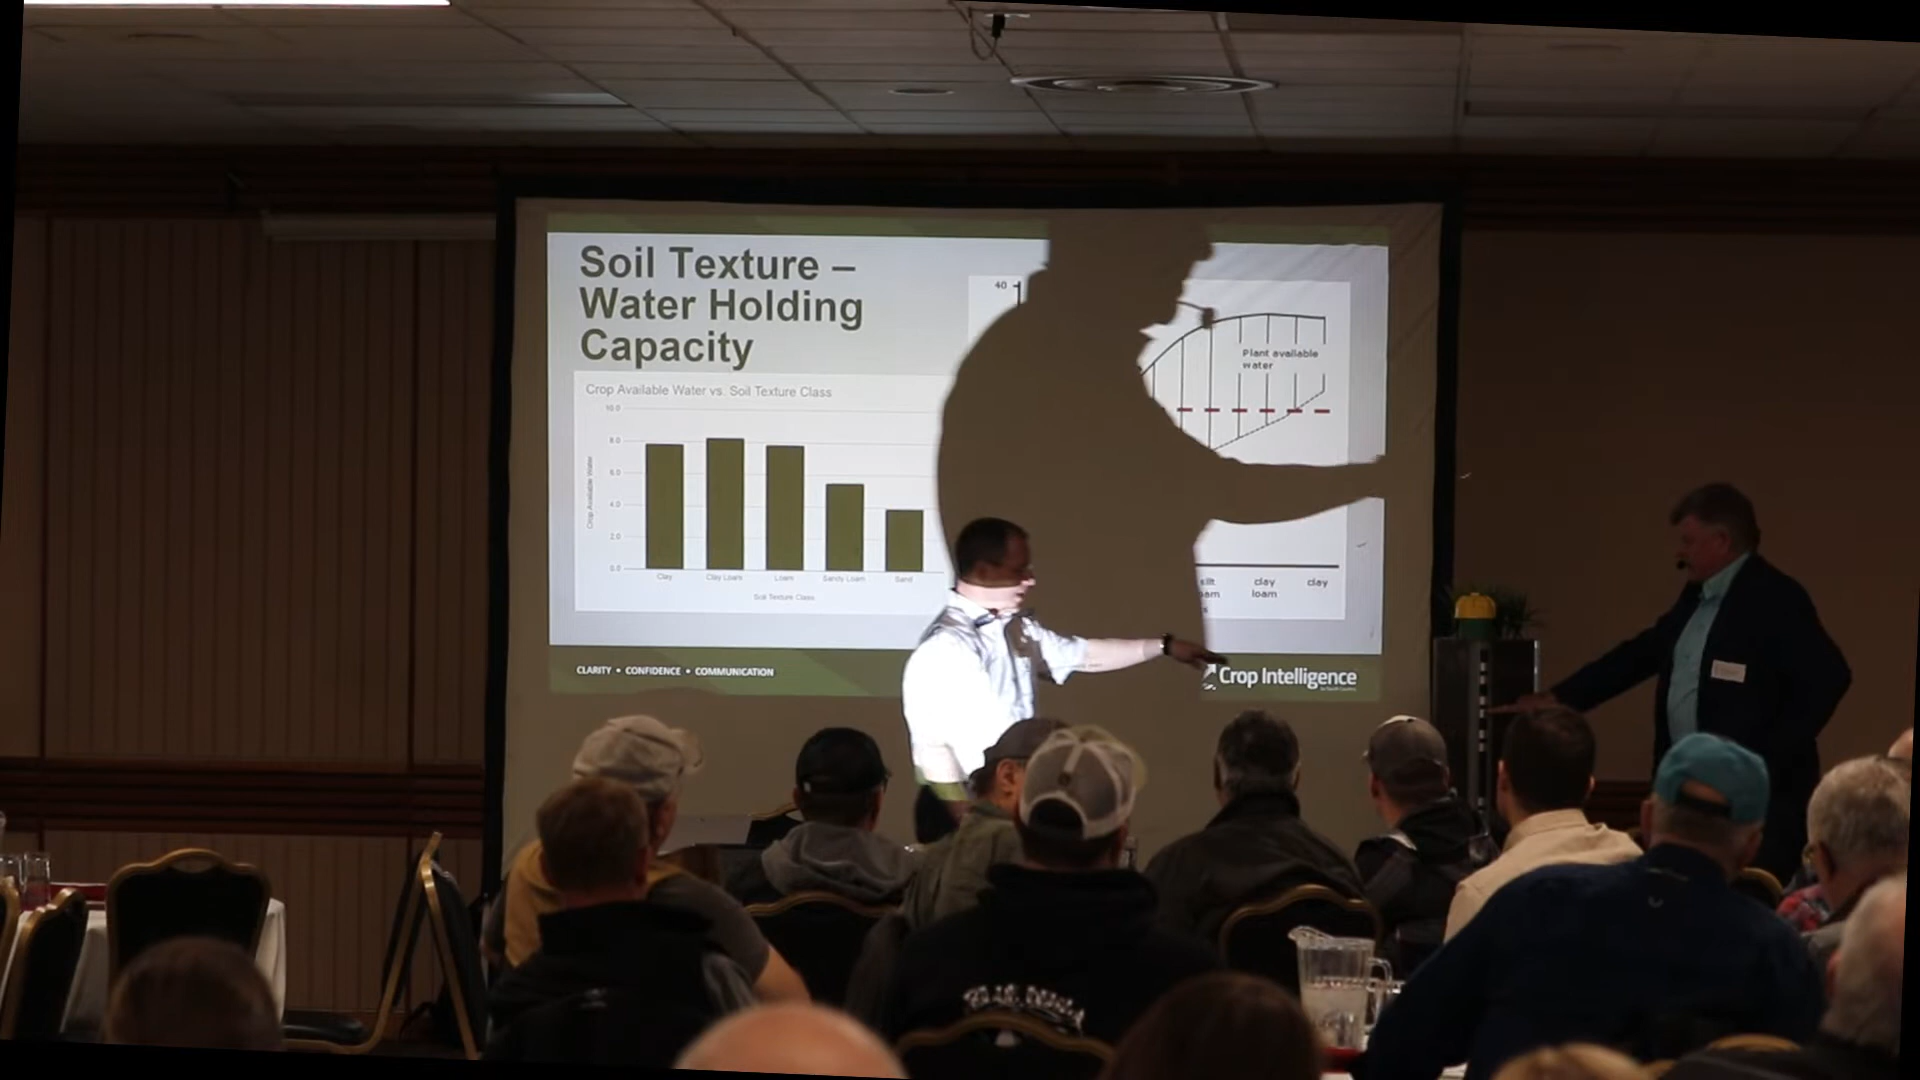 Soil Texture –
Water Holding
Capacity
Crop Available Water vs. Soil Texture Class
10.0
8.0
6.0
4.0
2.0
0.0
Crop Available Water
Clay
Clay Loam
Loam
Sandy Loam
Sand
Soil Texture Class
40
Plant available
water
silt
clay
loam
clay
CLARITY • CONFIDENCE • COMMUNICATION
Crop Intelligence